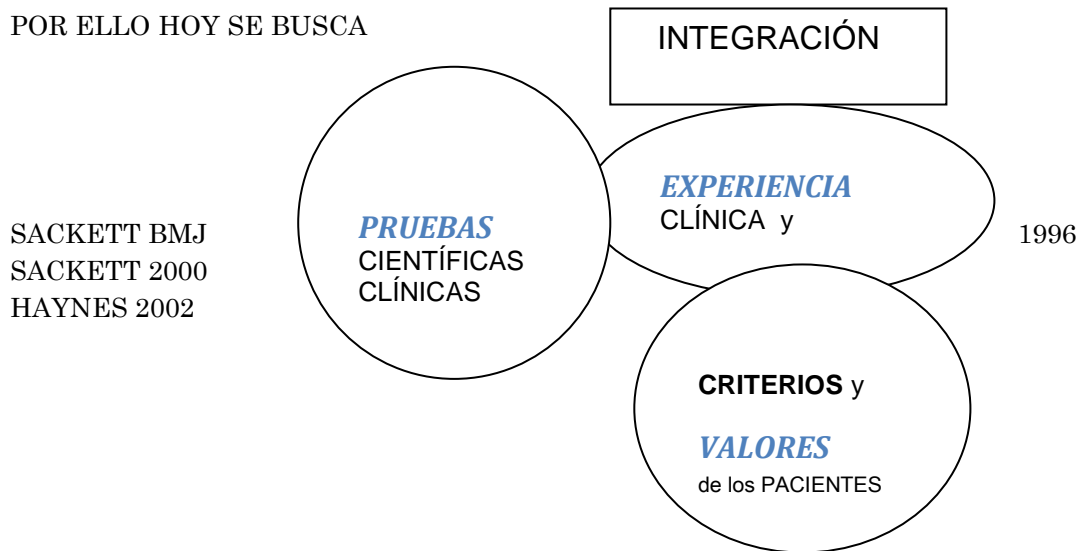 POR ELLO HOY SE BUSCA
INTEGRACIÓN
PRUEBAS
CIENTÍFICAS
CLÍNICAS
EXPERIENCIA
CLÍNICA y
CRITERIOS y
VALORES
de los PACIENTES
SACKETT BMJ 1996
SACKETT 2000
HAYNES 2002